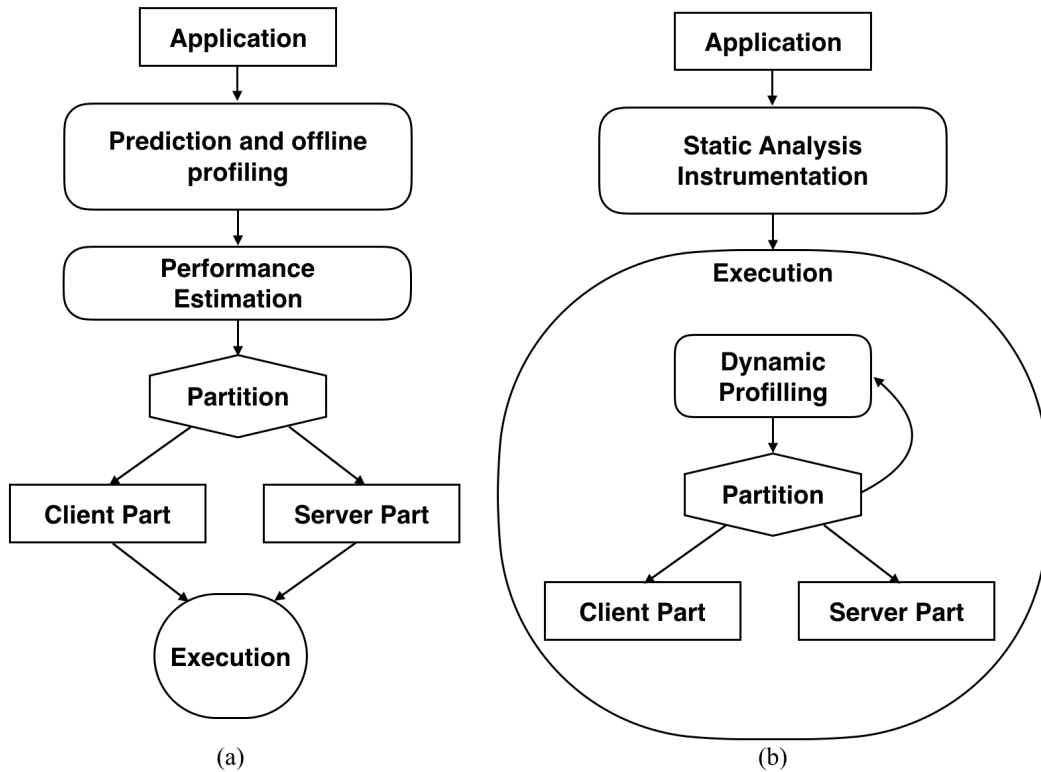 Application
Prediction and offline
profiling
Performance
Estimation
Partition
Client Part
Server Part
Execution
(a)
Application
Static Analysis
Instrumentation
Execution
Dynamic
Profilling
Partition
Client Part
Server Part
(b)